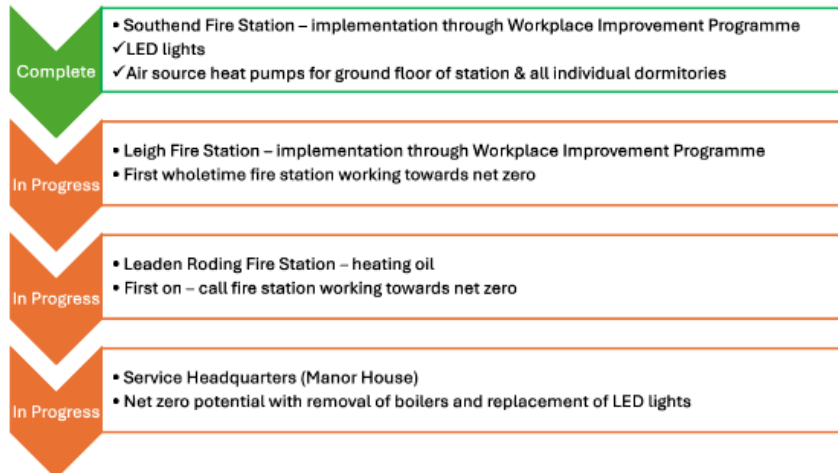 Complete
• Southend Fire Station – implementation through Workplace Improvement Programme
✓LED lights
✓Air source heat pumps for ground floor of station & all individual dormitories
In Progress
• Leigh Fire Station – implementation through Workplace Improvement Programme
• First wholetime fire station working towards net zero
In Progress
• Leaden Roding Fire Station – heating oil
• First on – call fire station working towards net zero
In Progress
• Service Headquarters (Manor House)
• Net zero potential with removal of boilers and replacement of LED lights